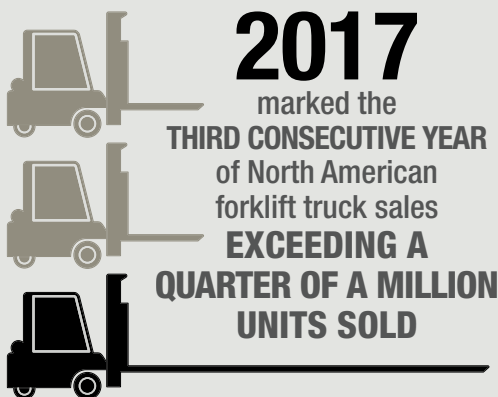 2017
marked the
THIRD CONSECUTIVE YEAR
of North American
forklift truck sales
EXCEEDING A
QUARTER OF A MILLION
UNITS SOLD